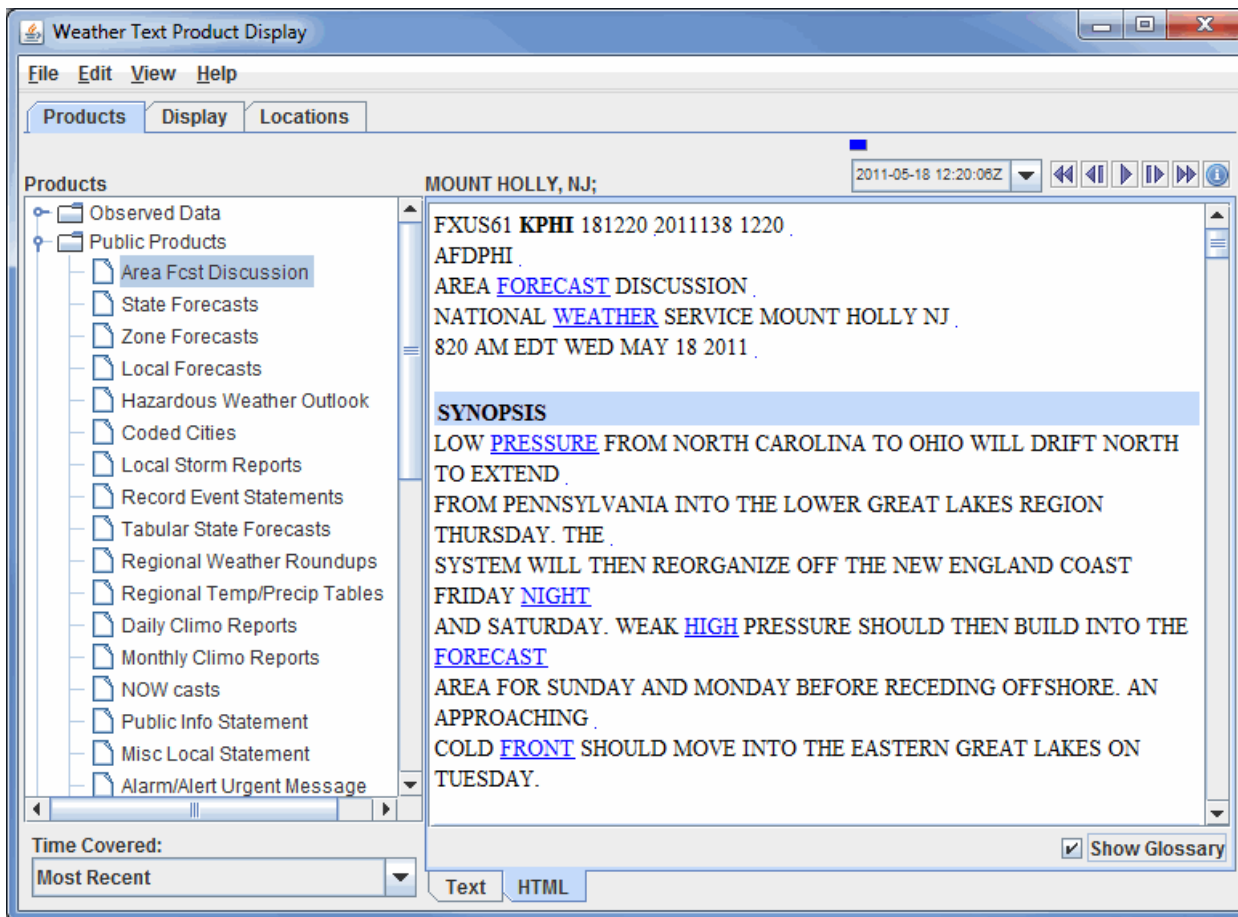 Weather Text Product Display
File Edit View Help
Products Display Locations
Products
MOUNT HOLLY, NJ;
2011-05-18 12:20:06Z
Observed Data
Public Products
Area Fcst Discussion
State Forecasts
Zone Forecasts
Local Forecasts
Hazardous Weather Outlook
Coded Cities
Local Storm Reports
Record Event Statements
Tabular State Forecasts
Regional Weather Roundups
Regional Temp/Precip Tables
Daily Climo Reports
Monthly Climo Reports
NOW casts
Public Info Statement
Misc Local Statement
Alarm/Alert Urgent Message
Time Covered:
Most Recent
FXUS61 KPHI 181220 2011138 1220
AFDPHI
AREA FORECAST DISCUSSION
NATIONAL WEATHER SERVICE MOUNT HOLLY NJ
820 AM EDT WED MAY 18 2011
SYNOPSIS
LOW PRESSURE FROM NORTH CAROLINA TO OHIO WILL DRIFT NORTH
TO EXTEND
FROM PENNSYLVANIA INTO THE LOWER GREAT LAKES REGION
THURSDAY. THE
SYSTEM WILL THEN REORGANIZE OFF THE NEW ENGLAND COAST
FRIDAY NIGHT
AND SATURDAY. WEAK HIGH PRESSURE SHOULD THEN BUILD INTO THE
FORECAST
AREA FOR SUNDAY AND MONDAY BEFORE RECEDING OFFSHORE. AN
APPROACHING
COLD FRONT SHOULD MOVE INTO THE EASTERN GREAT LAKES ON
TUESDAY.
Show Glossary
Text HTML